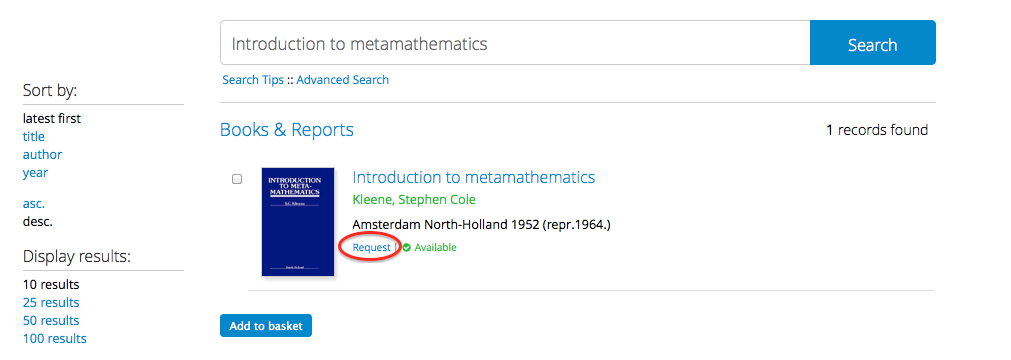 Introduction to metamathematics
Search
Search Tips :: Advanced Search
Sort by:
latest first
title
author
year
asc.
desc.
Display results:
10 results
25 results
50 results
100 results
Books & Reports
1 records found
INTRODUCTION
TO META-
MATHEMATICS
S.C. Kleene
Introduction to metamathematics
Kleene, Stephen Cole
Amsterdam North-Holland 1952 (repr.1964.)
Request | Available
Add to basket